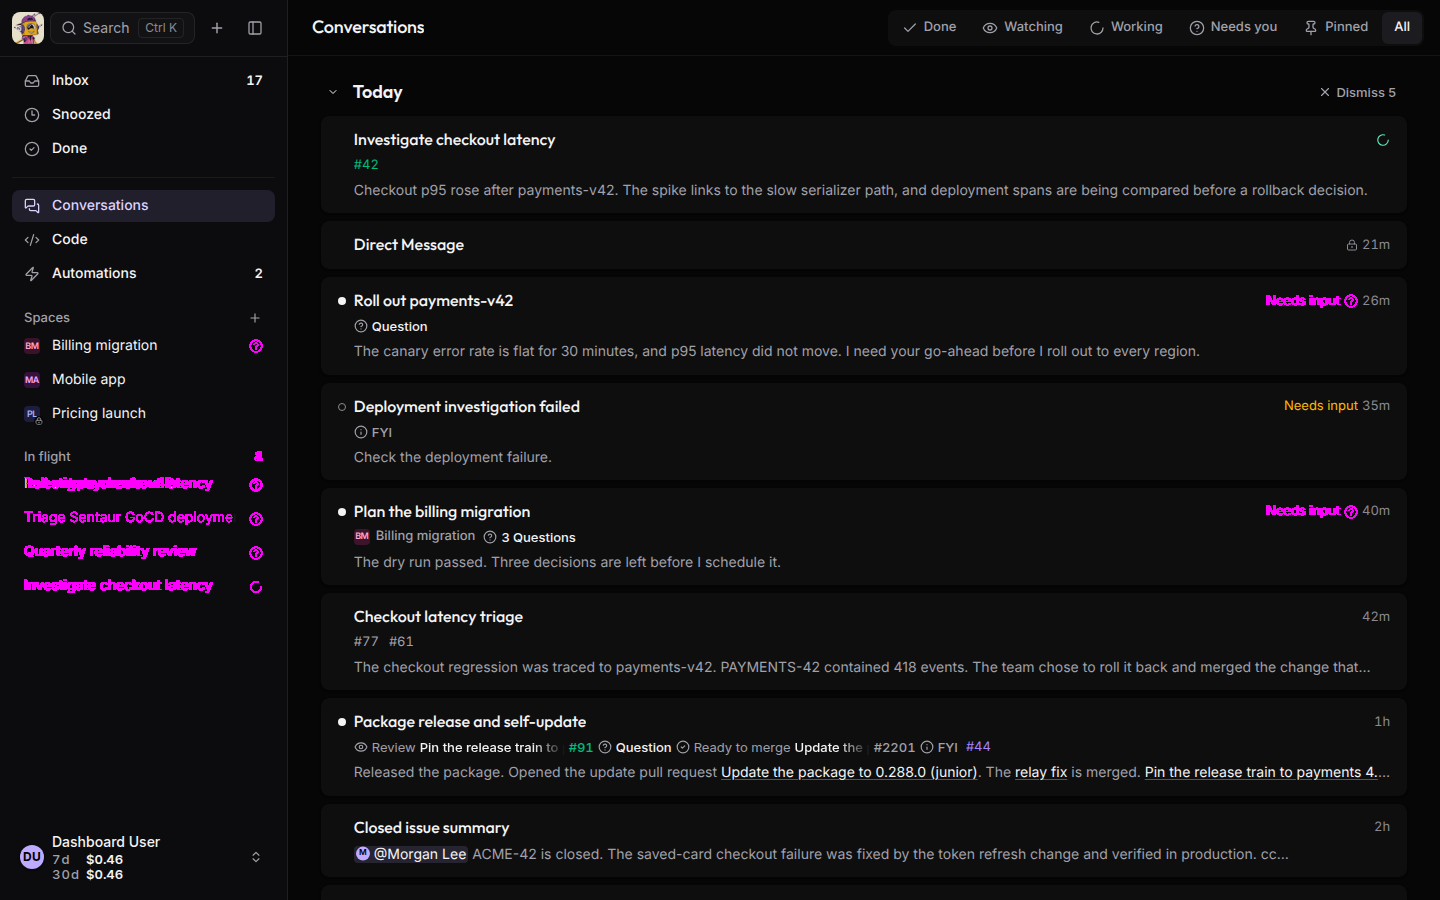 Search Ctrl K
Inbox 17
Snoozed
Done
Conversations
Code
Automations 2
Spaces
BM Billing migration
MA Mobile app
PL Pricing launch
In flight
latency
Triage Sentaur GoCD deployme
Quarterly reliability review
Investigate checkout latency
DU Dashboard User
7d $0.46
30d $0.46
Conversations
Done Watching Working Needs you Pinned All
Today Dismiss 5
Investigate checkout latency
#42
Checkout p95 rose after payments-v42. The spike links to the slow serializer path, and deployment spans are being compared before a rollback decision.
Direct Message 21m
Roll out payments-v42 Needs input 26m
Question
The canary error rate is flat for 30 minutes, and p95 latency did not move. I need your go-ahead before I roll out to every region.
Deployment investigation failed Needs input 35m
FYI
Check the deployment failure.
Plan the billing migration Needs input 40m
BM Billing migration 3 Questions
The dry run passed. Three decisions are left before I schedule it.
Checkout latency triage 42m
#77 #61
The checkout regression was traced to payments-v42. PAYMENTS-42 contained 418 events. The team chose to roll it back and merged the change that...
Package release and self-update 1h
Review Pin the release train to #91 Question Ready to merge Update the #2201 FYI #44
Released the package. Opened the update pull request Update the package to 0.288.0 (junior). The relay fix is merged. Pin the release train to payments 4....
Closed issue summary 2h
M @Morgan Lee ACME-42 is closed. The saved-card checkout failure was fixed by the token refresh change and verified in production. cc...